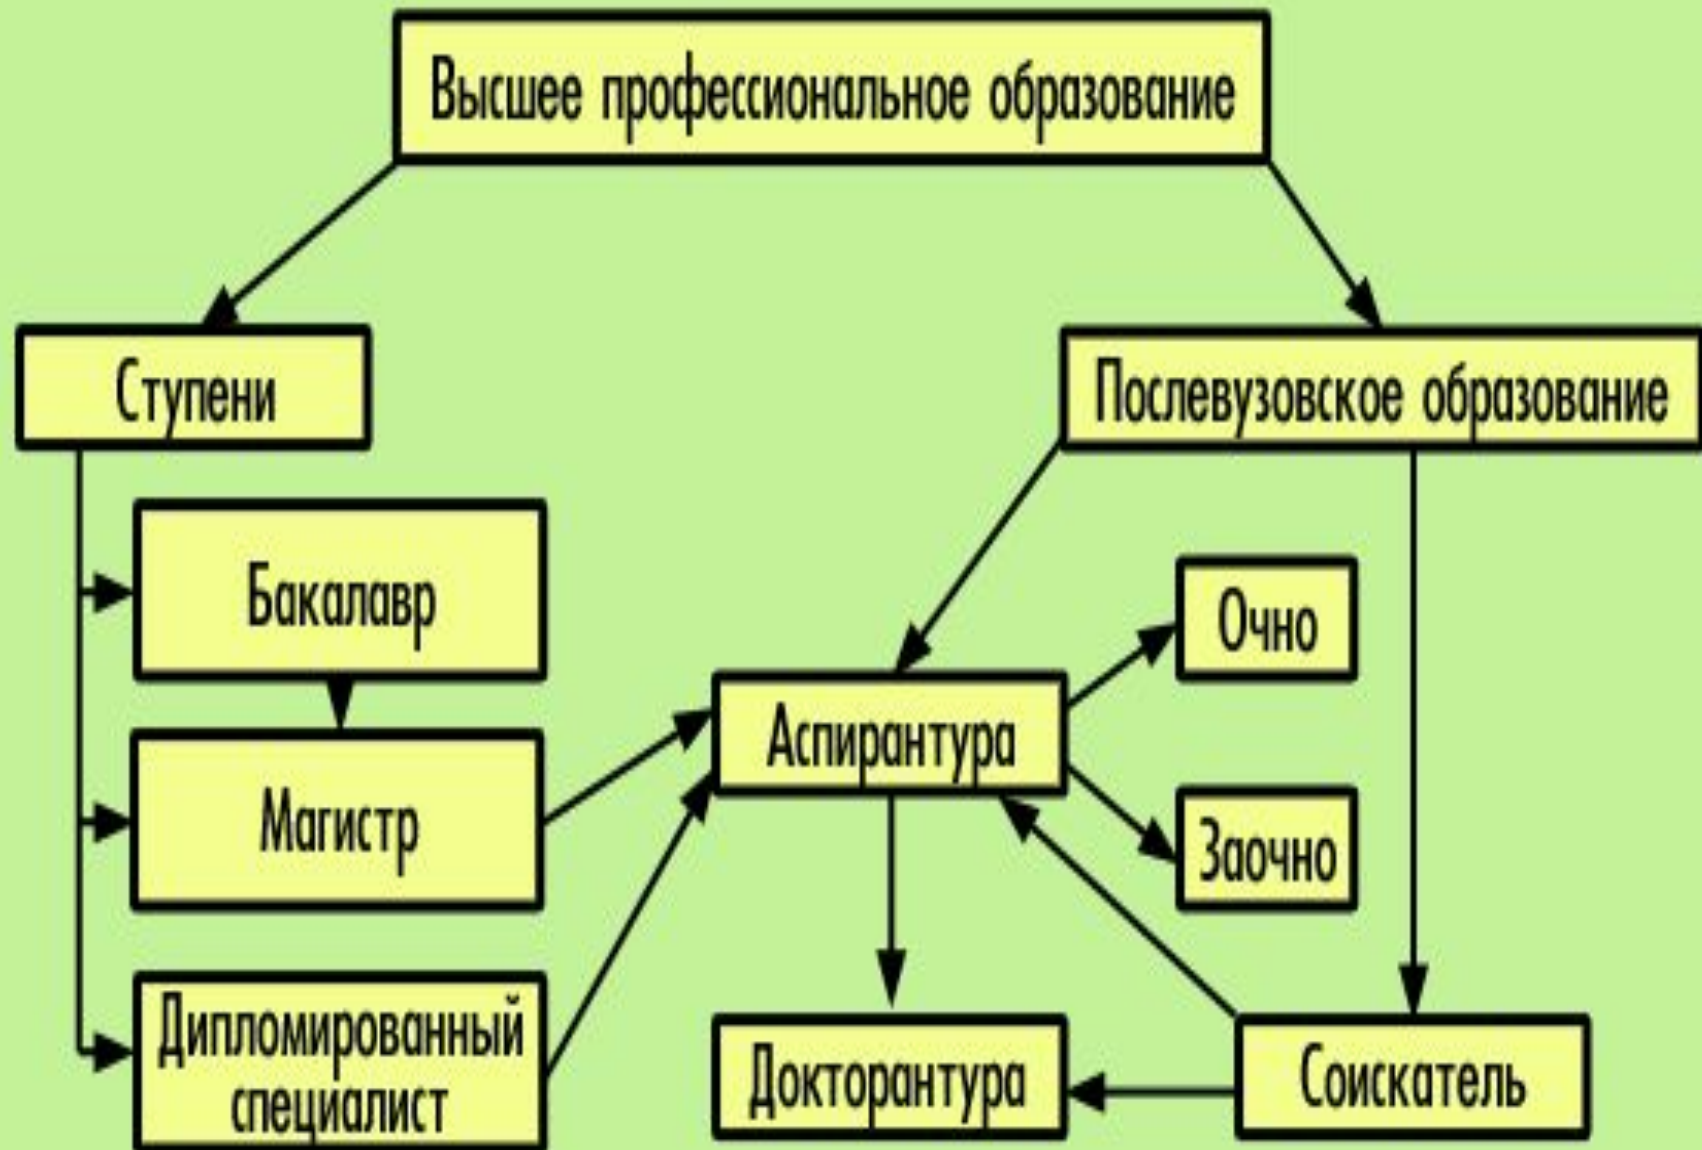 Высшее профессиональное образование
Ступени
Послевузовское образование
Бакалавр
Очно
Аспирантура
Магистр
Заочно
Дипломированный
специалист
Докторантура
Соискатель